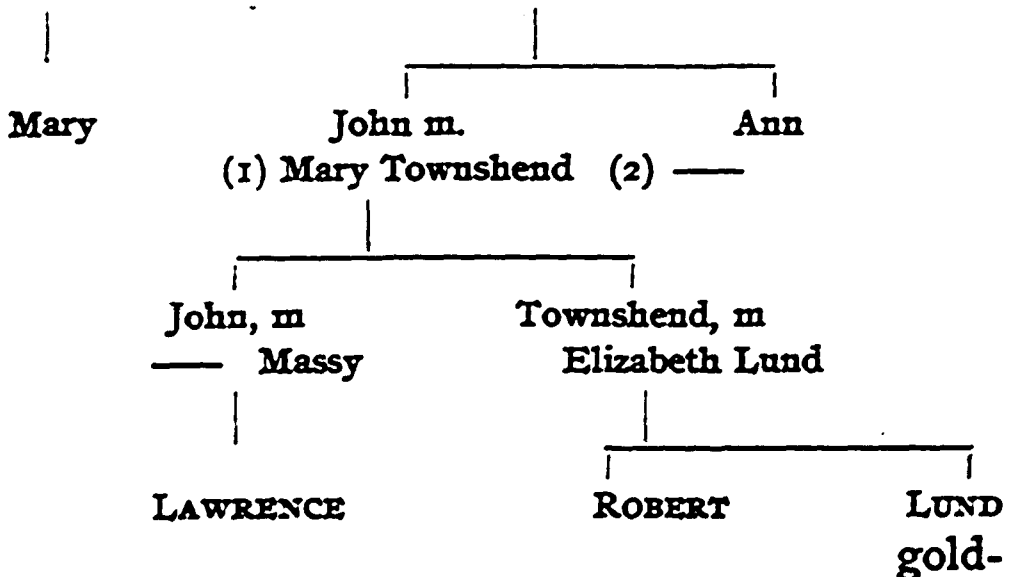 Mary John m. Ann
(1) Mary Townshend (2) —
John, m Townshend, m
— Massy Elizabeth Lund
LAWRENCE ROBERT LUND
gold-